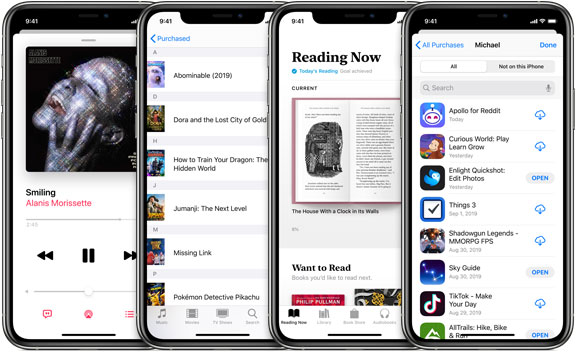 9:41
ALANIS
MORISSETTE
Smiling
Alanis Morissette
2:45
9:41
Purchased
A
Abominable (2019)
D
Dora and the Lost City of Gold
H
How to Train Your Dragon: The
Hidden World
J
Jumanji: The Next Level
M
Missing Link
P
Pokémon Detective Pikachu
Music
Movies
TV Shows
Search
9:41
Reading Now
Today's Reading Goal achieved
CURRENT
The House With a Clock in Its Walls
6%
Want to Read
Books you'd like to read next.
PHILIP PULLMAN
Reading Now
Library
Book Store
Audiobooks
9:41
All Purchases
Michael
Done
All
Not on this iPhone
Search
Apollo for Reddit
Today
Curious World: Play
Learn Grow
Yesterday
Enlight Quickshot:
Edit Photos
Yesterday
OPEN
Things 3
Sep 1, 2019
Shadowgun Legends -
MMORPG FPS
Aug 30, 2019
Sky Guide
Aug 30, 2019
OPEN
TikTok - Make
Your Day
Aug 30, 2019
AllTrails: Hike, Bike
& Run
OPEN